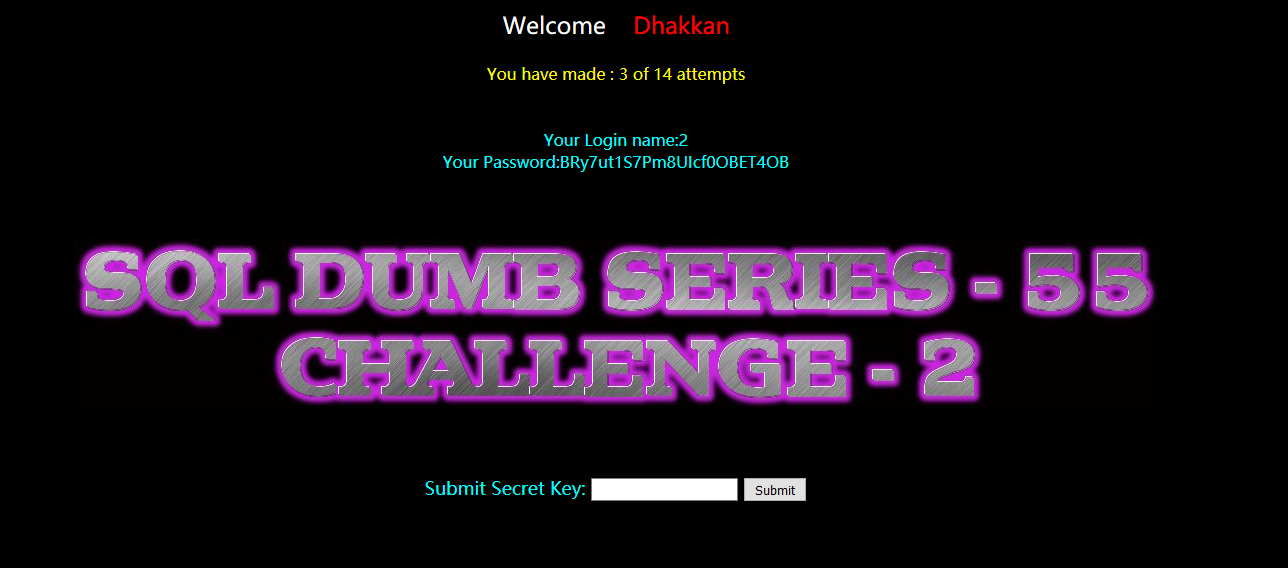 Welcome Dhakkan
You have made : 3 of 14 attempts
Your Login name:2
Your Password:BRy7ut1S7Pm8UIcf0OBET4OB
SQL DUMB SERIES - 55
CHALLENGE - 2
Submit Secret Key: Submit